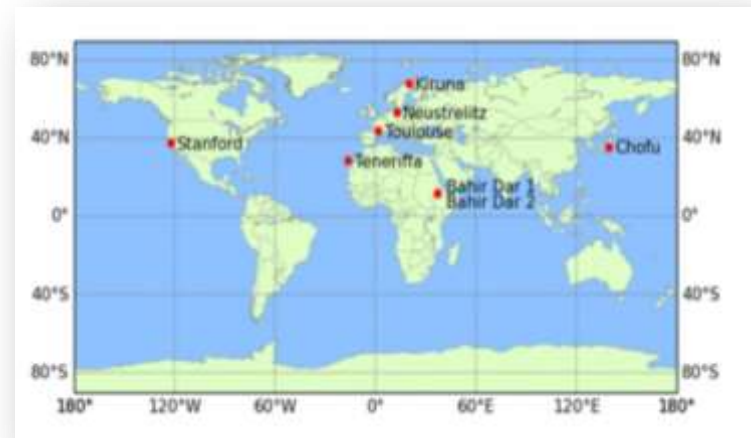 80°N 80°N
Kiruna
Neustrelitz
40°N Toulouse 40°N
Stanford Chofu
Teneriffa
Bahir Dar 1
Bahir Dar 2
0° 0°
40°S 40°S
80°S 80°S
180° 120°W 60°W 0° 60°E 120°E 180°